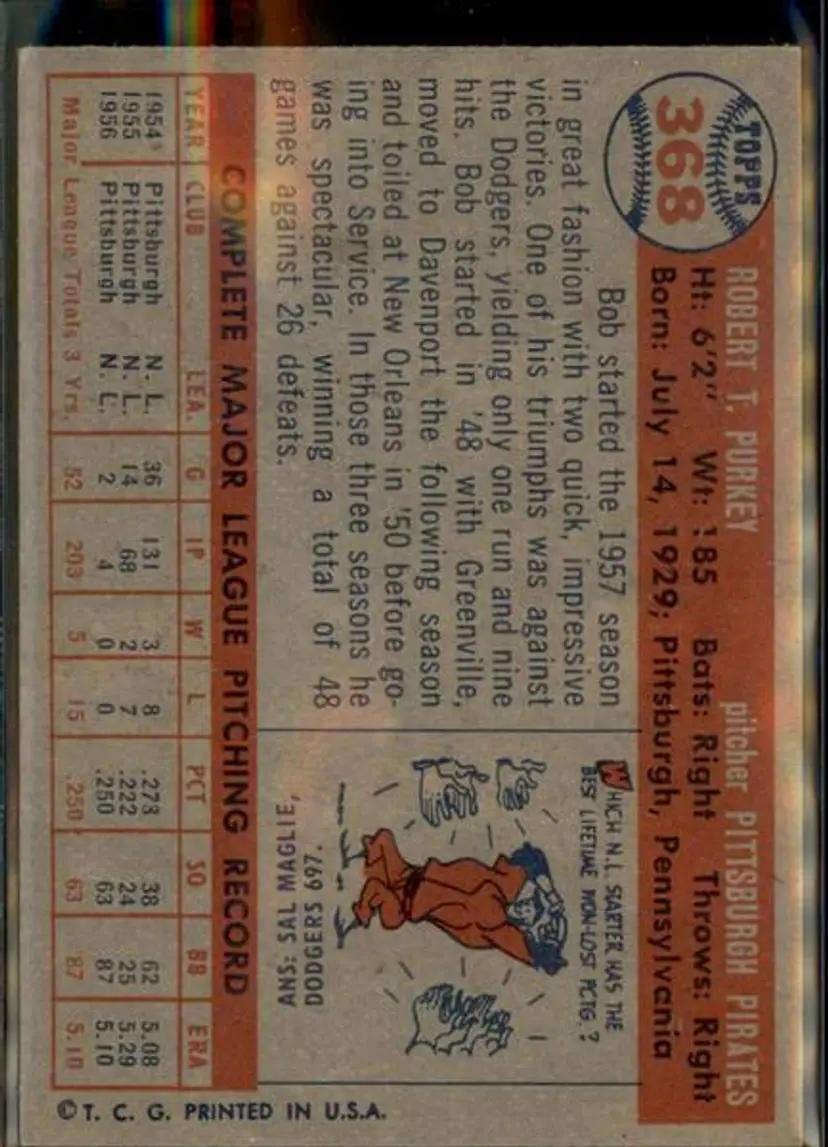 TOPPS
368
ROBERT T. PURKEY pitcher PITTSBURGH PIRATES
Ht: 6'2" Wt: 185 Bats: Right Throws: Right
Born: July 14, 1929; Pittsburgh, Pennsylvania
Bob started the 1957 season
in great fashion with two quick, impressive
victories. One of his triumphs was against
the Dodgers, yielding only one run and nine
hits. Bob started in '48 with Greenville,
moved to Davenport the following season
and toiled at New Orleans in '50 before go-
ing into Service. In those three seasons he
was spectacular, winning a total of 48
games against 26 defeats.
WHICH N.L. STARTER HAS THE
BEST LIFETIME WON-LOST PCTG.?
ANS: SAL MAGLIE,
DODGERS 697.
COMPLETE MAJOR LEAGUE PITCHING RECORD
YEAR CLUB LEA. G IP W L PCT SO BB ERA
1954* Pittsburgh N. L. 36 131 3 8 .273 38 62 5.08
1955 Pittsburgh N. L. 14 68 2 7 .222 24 25 5.29
1956 Pittsburgh N. L. 2 4 0 0 .250 63 87 5.10
Major League Totals 3 Yrs. 52 203 5 15 .250 63 87 5.10
© T. C. G. PRINTED IN U.S.A.